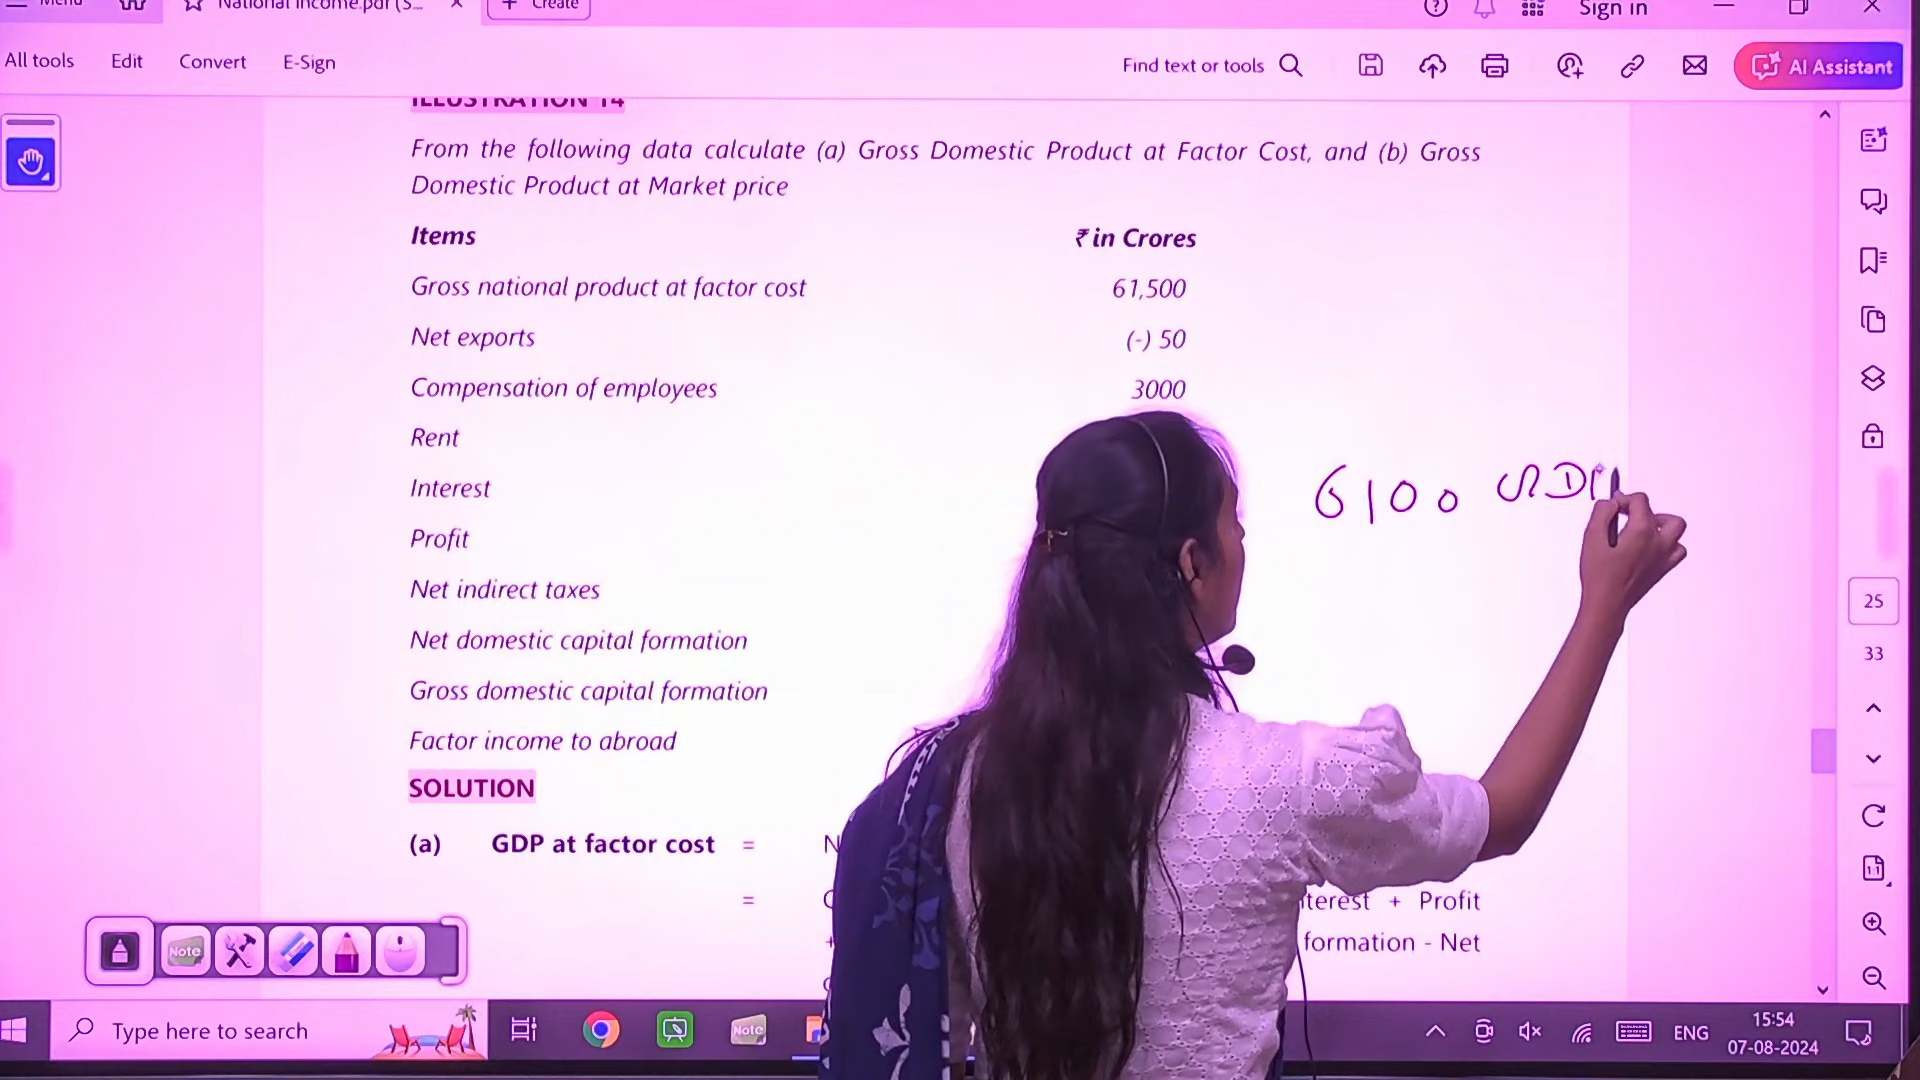 Menu National Income.pdf (S... × + Create Sign in
All tools Edit Convert E-Sign Find text or tools AI Assistant
ILLUSTRATION 14
From the following data calculate (a) Gross Domestic Product at Factor Cost, and (b) Gross
Domestic Product at Market price
Items ₹ in Crores
Gross national product at factor cost 61,500
Net exports (-) 50
Compensation of employees 3000
Rent
Interest
6100
Profit
Net indirect taxes
25
Net domestic capital formation
33
Gross domestic capital formation
Factor income to abroad
SOLUTION
(a) GDP at factor cost = N
= terest + Profit
+ formation - Net
Note
Type here to search Note ENG 15:54
07-08-2024